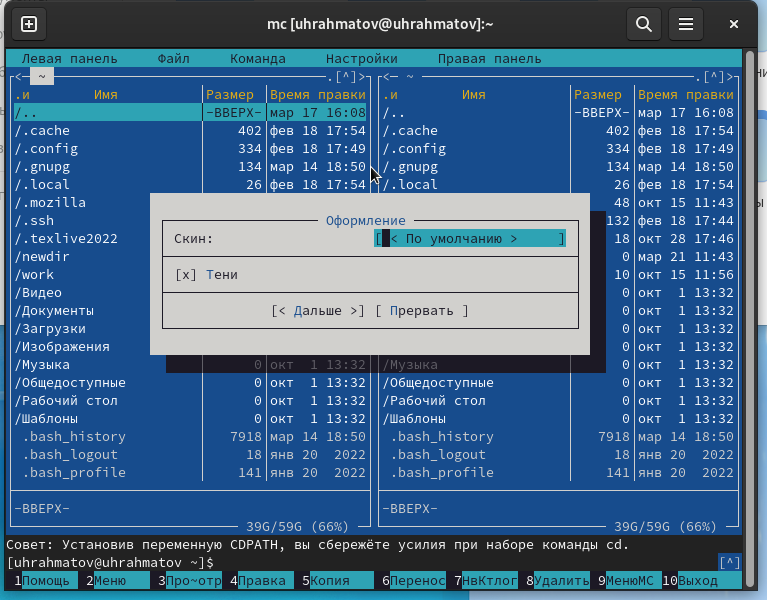 mc [uhrahmatov@uhrahmatov]:~
Левая панель Файл Команда Настройки Правая панель
<─ ~ .[^]> <─ ~ .[^]>
.и Имя Размер Время правки .и Имя Размер Время правки
/.. -ВВЕРХ- мар 17 16:08 /.. -ВВЕРХ- мар 17 16:08
/.cache 402 фев 18 17:54 /.cache 402 фев 18 17:54
/.config 334 фев 18 17:49 /.config 334 фев 18 17:49
/.gnupg 134 мар 14 18:50 /.gnupg 134 мар 14 18:50
/.local 26 фев 18 17:54 /.local 26 фев 18 17:54
/.mozilla 48 окт 15 11:43
/.ssh Оформление 132 фев 18 17:44
/.texlive2022 Скин: [< По умолчанию > ] 18 окт 28 17:46
/newdir 0 мар 21 11:43
/work [x] Тени 10 окт 15 11:56
/Видео 0 окт 1 13:32
/Документы [< Дальше >] [ Прервать ] 0 окт 1 13:32
/Загрузки 0 окт 1 13:32
/Изображения 0 окт 1 13:32
/Музыка 0 окт 1 13:32 /Музыка 0 окт 1 13:32
/Общедоступные 0 окт 1 13:32 /Общедоступные 0 окт 1 13:32
/Рабочий стол 0 окт 1 13:32 /Рабочий стол 0 окт 1 13:32
/Шаблоны 0 окт 1 13:32 /Шаблоны 0 окт 1 13:32
.bash_history 7918 мар 14 18:50 .bash_history 7918 мар 14 18:50
.bash_logout 18 янв 20 2022 .bash_logout 18 янв 20 2022
.bash_profile 141 янв 20 2022 .bash_profile 141 янв 20 2022
-ВВЕРХ- -ВВЕРХ-
39G/59G (66%) 39G/59G (66%)
Совет: Установив переменную CDPATH, вы сбережёте усилия при наборе команды cd.
[uhrahmatov@uhrahmatov ~]$ [^]
1Помощь 2Меню 3Про~отр 4Правка 5Копия 6Перенос 7НвКтлог 8Удалить 9МенюMC 10Выход